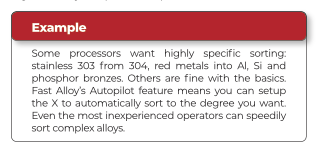 Example
Some processors want highly specific sorting:
stainless 303 from 304, red metals into Al, Si and
phosphor bronzes. Others are fine with the basics.
Fast Alloy's Autopilot feature means you can setup
the X to automatically sort to the degree you want.
Even the most inexperienced operators can speedily
sort complex alloys.